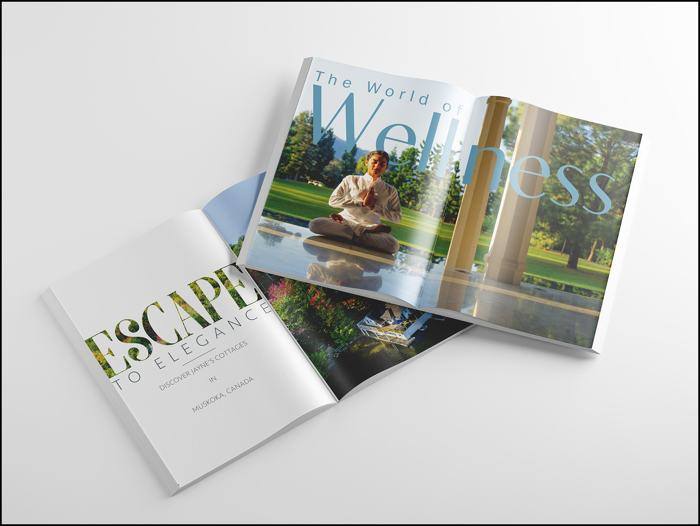 The World of
Wellness
ESCAPE
TO ELEGANCE
DISCOVER JAYNE'S COTTAGES
IN
MUSKOKA, CANADA